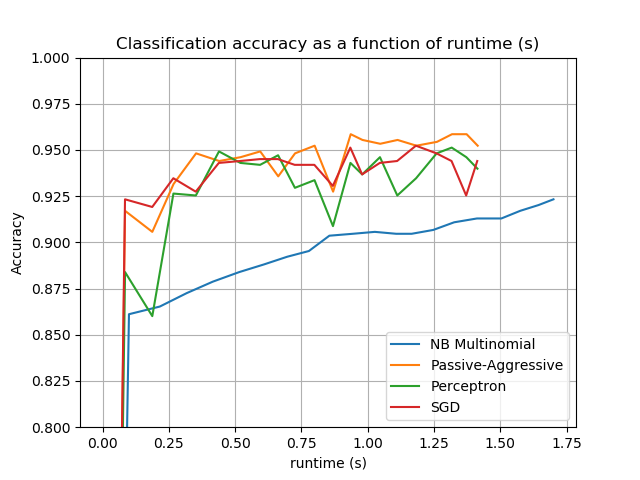 Classification accuracy as a function of runtime (s)
1.000
0.975
0.950
0.925
0.900
0.875
0.850
0.825
0.800
Accuracy
NB Multinomial
Passive-Aggressive
Perceptron
SGD
0.00 0.25 0.50 0.75 1.00 1.25 1.50 1.75
runtime (s)